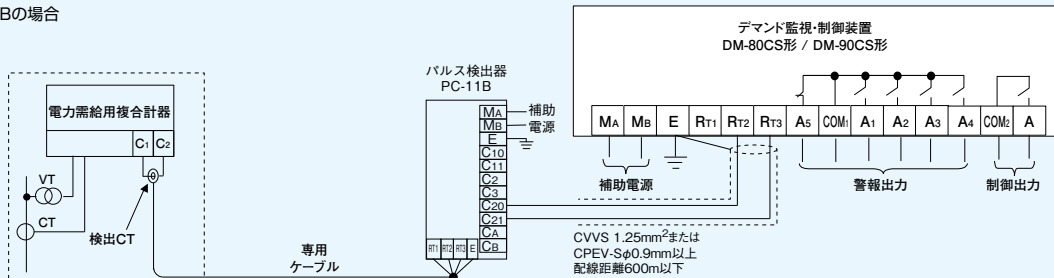 Bの場合
デマンド監視・制御装置
DM-80CS形 / DM-90CS形
パルス検出器
PC-11B
電力需給用複合計器
C1 C2
VT
CT
検出CT
専用
ケーブル
MA
MB
E
C10
C11
C2
C3
C20
C21
CA
CB
RT1 RT2 RT3 E
補助
電源
MA MB E RT1 RT2 RT3 A5 COM1 A1 A2 A3 A4 COM2 A
補助電源
警報出力
制御出力
CVVS 1.25mm²または
CPEV-Sφ0.9mm以上
配線距離600m以下